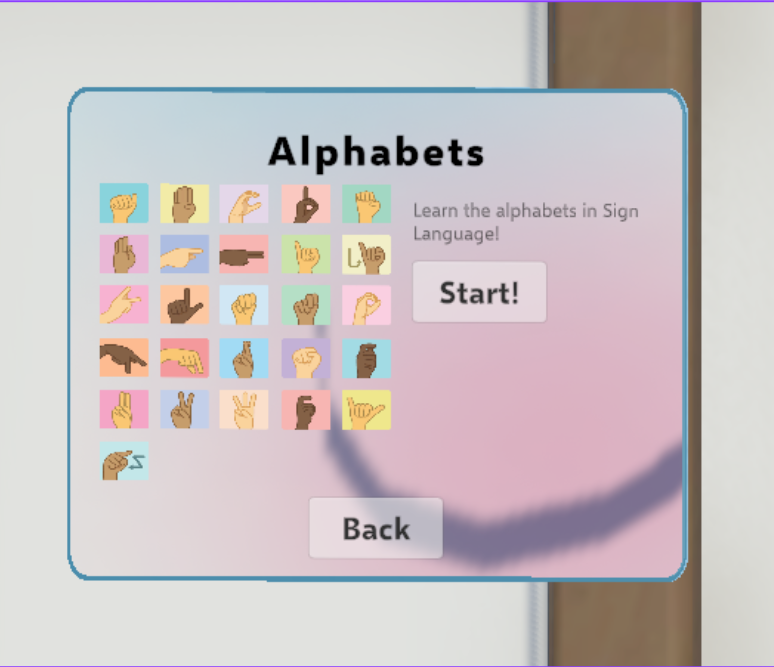 Alphabets
Learn the alphabets in Sign
Language!
Start!
Back